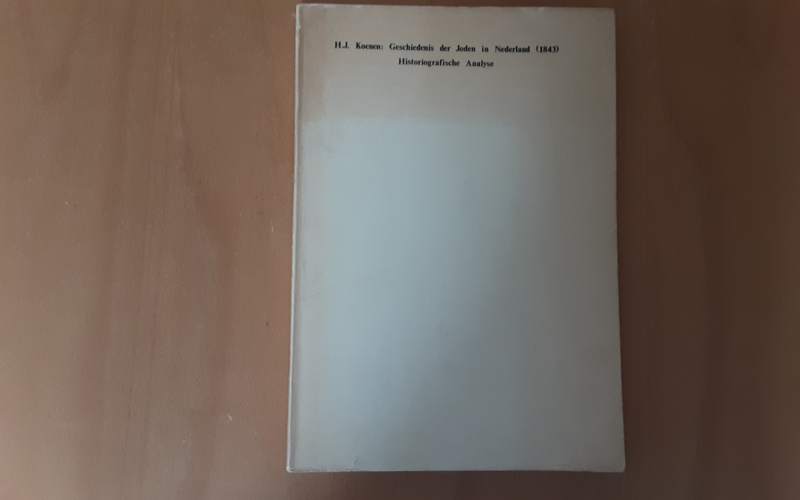 H.J. Koenen: Geschiedenis der Joden in Nederland (1843)
Historiografische Analyse